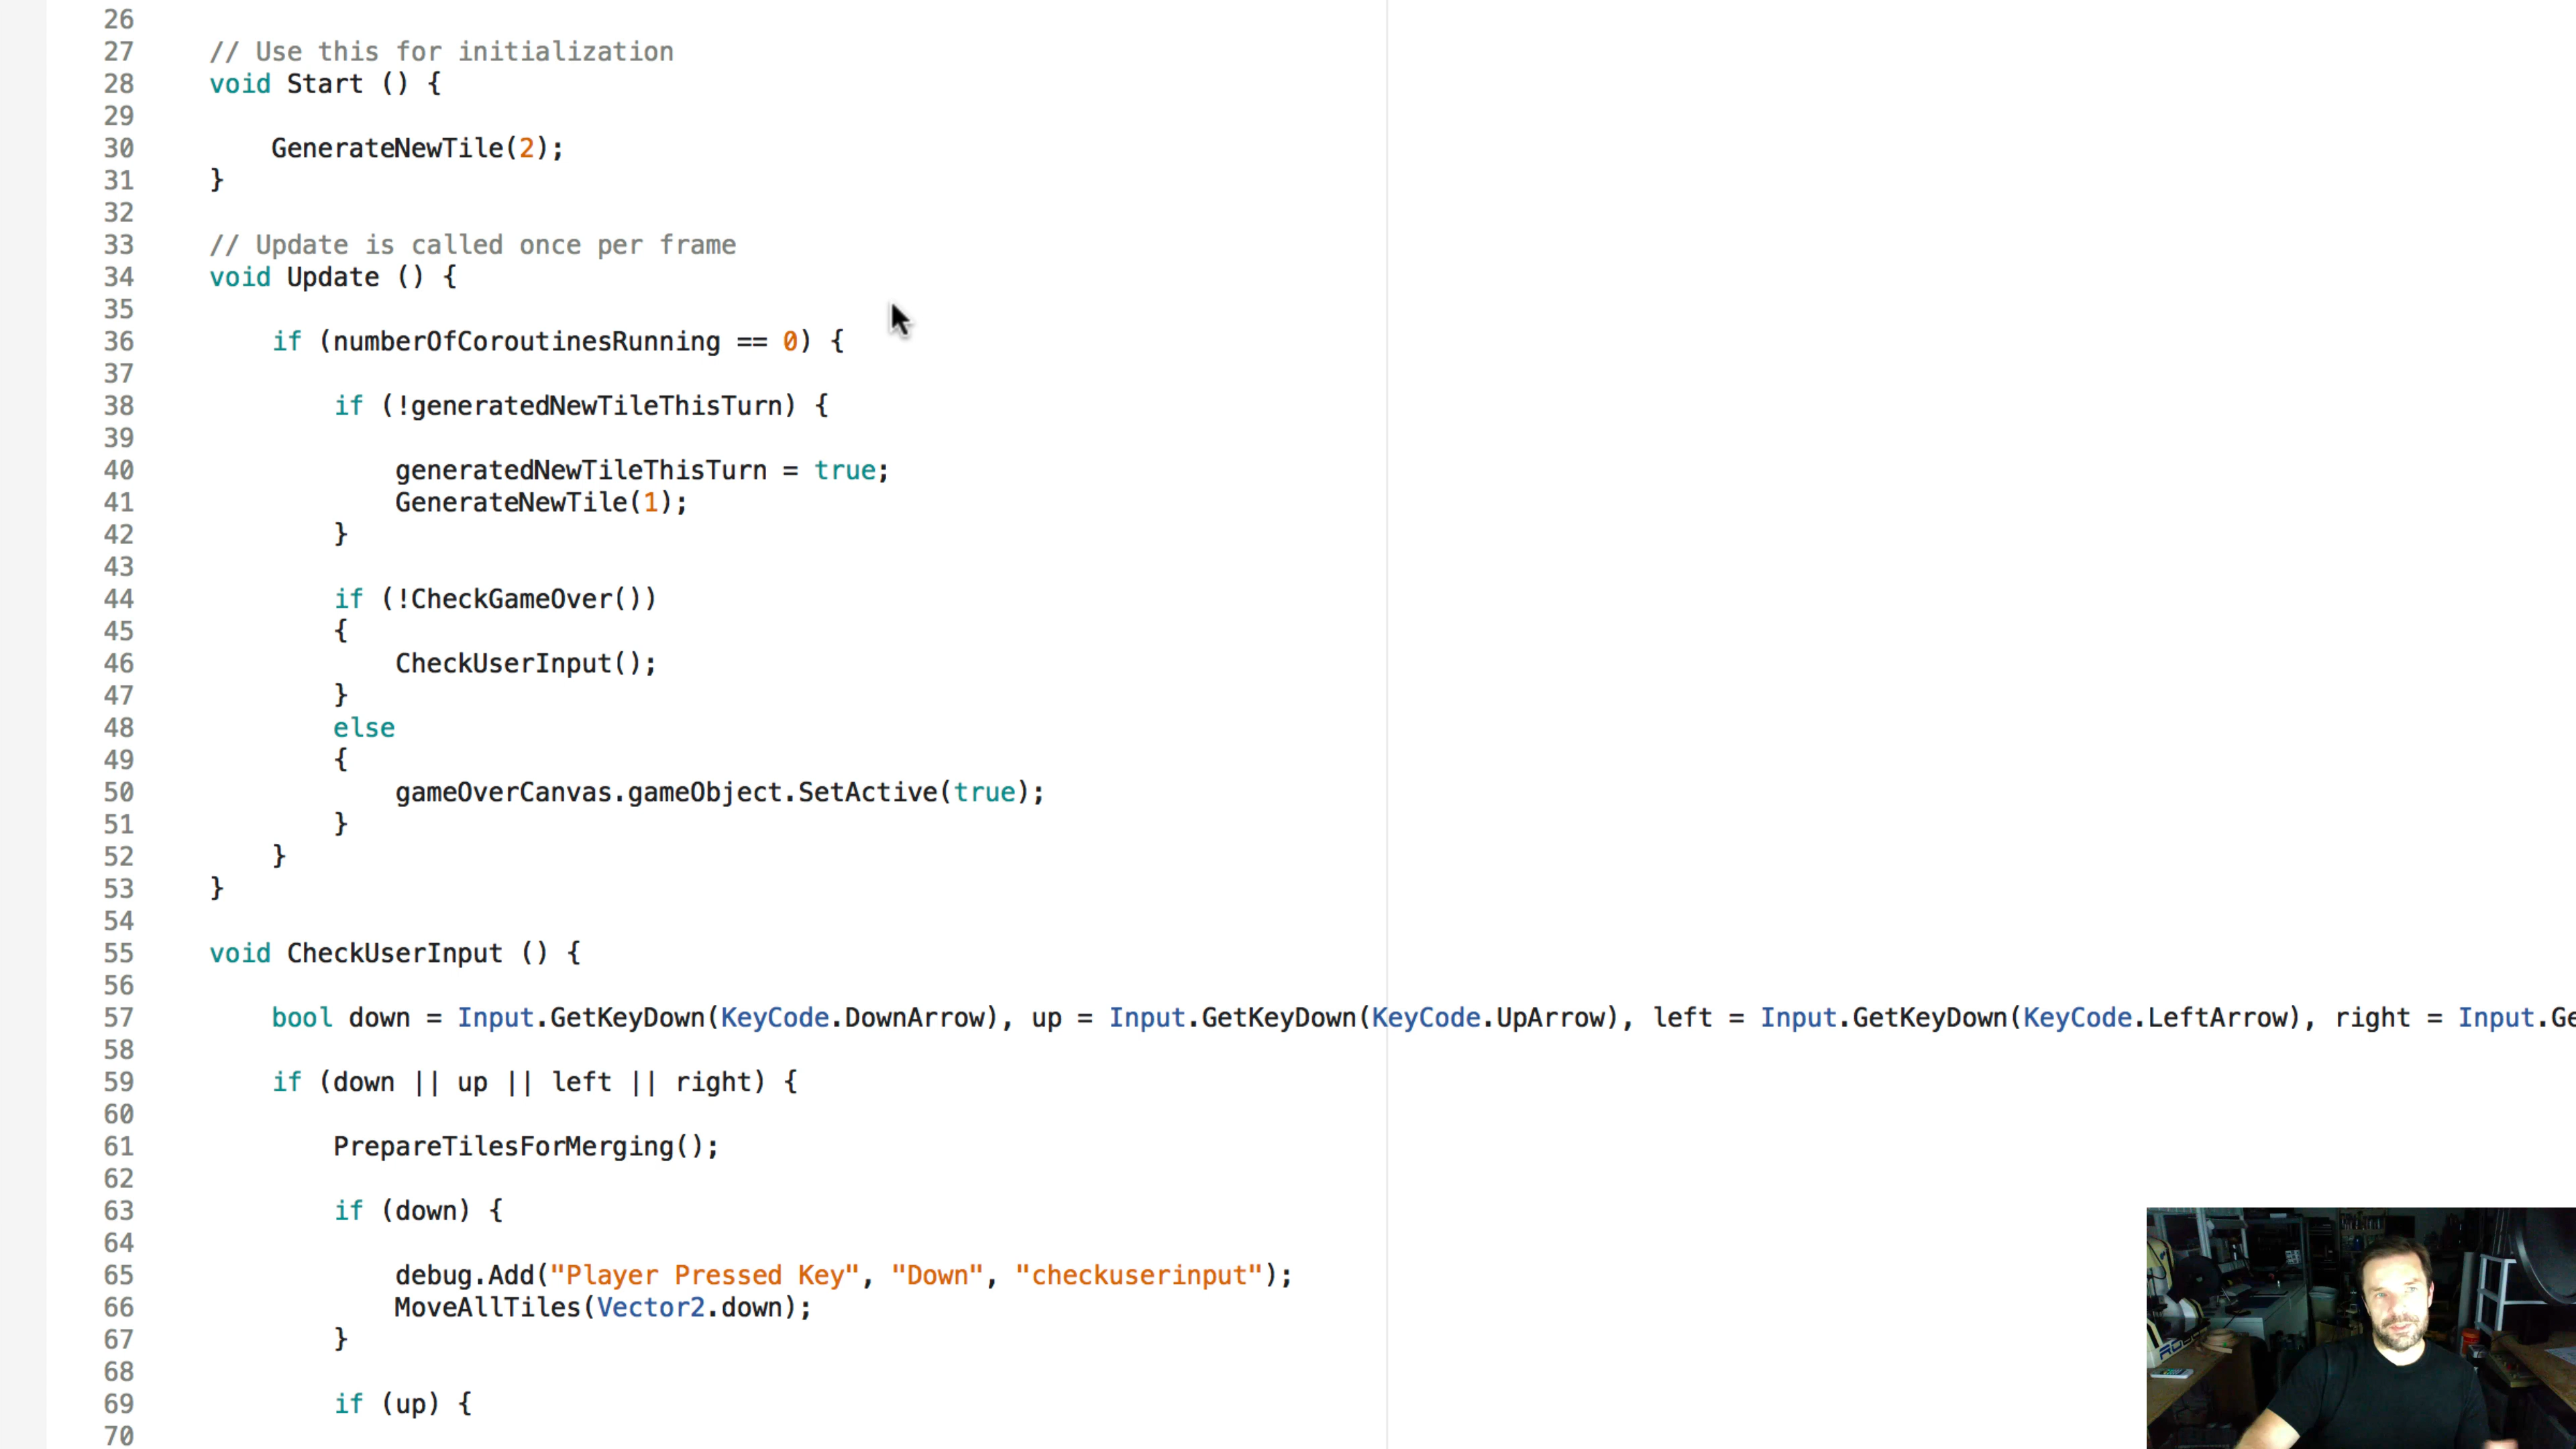 26
27 // Use this for initialization
28 void Start () {
29
30 GenerateNewTile(2);
31 }
32
33 // Update is called once per frame
34 void Update () {
35
36 if (numberOfCoroutinesRunning == 0) {
37
38 if (!generatedNewTileThisTurn) {
39
40 generatedNewTileThisTurn = true;
41 GenerateNewTile(1);
42 }
43
44 if (!CheckGameOver())
45 {
46 CheckUserInput();
47 }
48 else
49 {
50 gameOverCanvas.gameObject.SetActive(true);
51 }
52 }
53 }
54
55 void CheckUserInput () {
56
57 bool down = Input.GetKeyDown(KeyCode.DownArrow), up = Input.GetKeyDown(KeyCode.UpArrow), left = Input.GetKeyDown(KeyCode.LeftArrow), right = Input.Ge
58
59 if (down || up || left || right) {
60
61 PrepareTilesForMerging();
62
63 if (down) {
64
65 debug.Add("Player Pressed Key", "Down", "checkuserinput");
66 MoveAllTiles(Vector2.down);
67 }
68
69 if (up) {
70